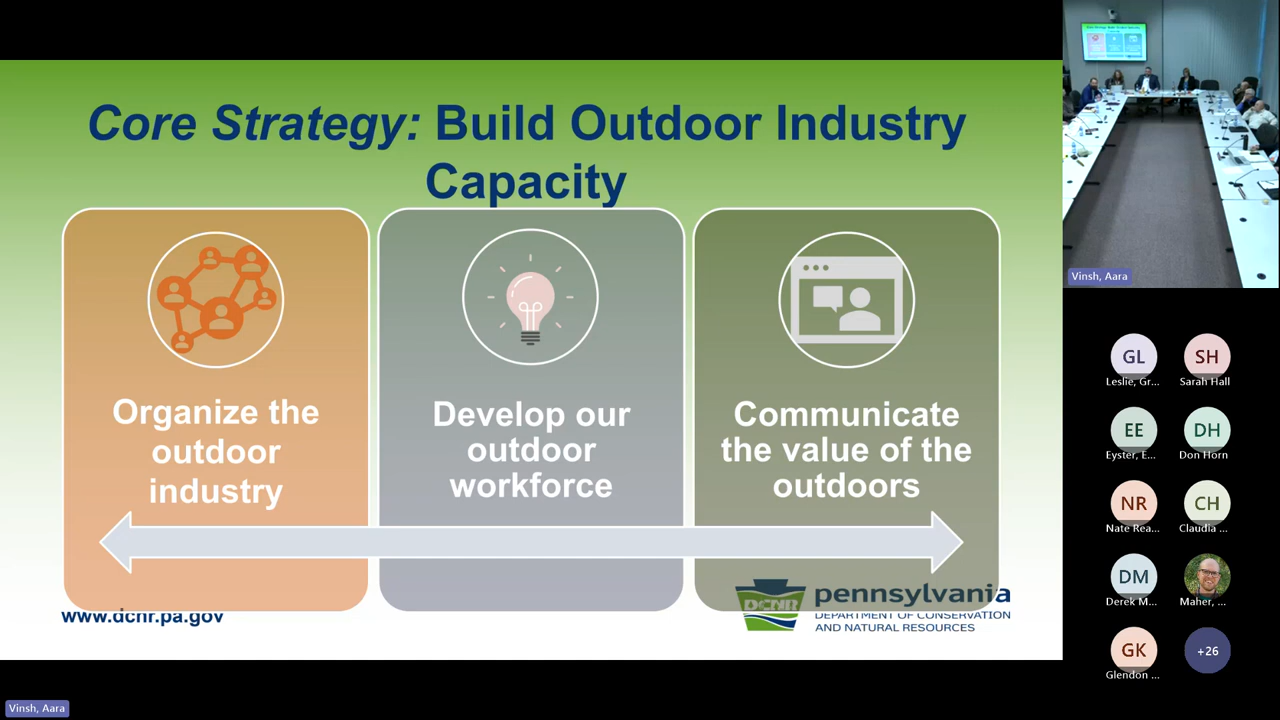 Core Strategy: Build Outdoor Industry
Capacity
Organize the
outdoor
industry
Develop our
outdoor
workforce
Communicate
the value of the
outdoors
www.dcnr.pa.gov
DCNR
pennsylvania
DEPARTMENT OF CONSERVATION
AND NATURAL RESOURCES
Vinsh, Aara
GL
Leslie, Gr...
SH
Sarah Hall
EE
Eyster, E...
DH
Don Horn
NR
Nate Rea...
CH
Claudia ...
DM
Derek M...
Maher, ...
GK
Glendon ...
+26
Vinsh, Aara